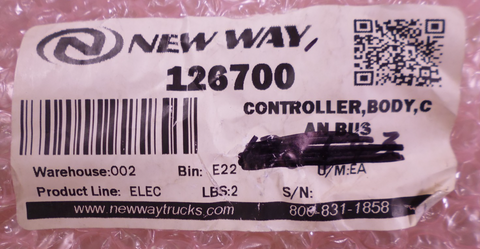 NEW WAY,
126700
CONTROLLER,BODY,C
AN BUS
Warehouse:002 Bin: E22 U/M:EA
Product Line: ELEC LBS:2 S/N:
www.newwaytrucks.com 800-831-1858